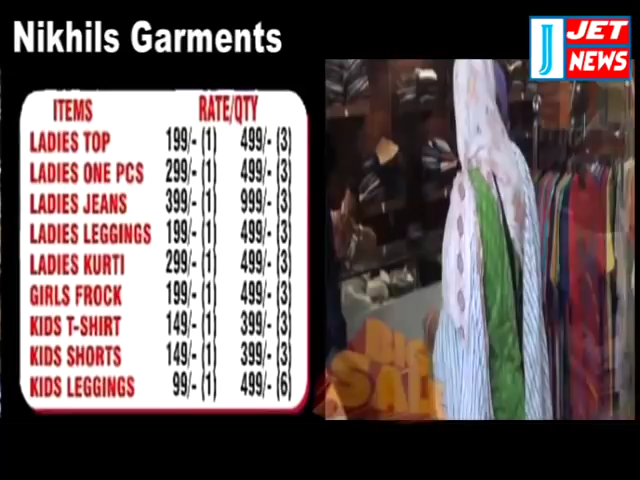 Nikhils Garments
JET
J NEWS
ITEMS RATE/QTY
LADIES TOP 199/- (1) 499/- (3)
LADIES ONE PCS 299/- (1) 499/- (3)
LADIES JEANS 399/- (1) 999/- (3)
LADIES LEGGINGS 199/- (1) 499/- (3)
LADIES KURTI 299/- (1) 499/- (3)
GIRLS FROCK 199/- (1) 499/- (3)
KIDS T-SHIRT 149/- (1) 399/- (3)
KIDS SHORTS 149/- (1) 399/- (3)
KIDS LEGGINGS 99/- (1) 499/- (6)
BIG
SALE